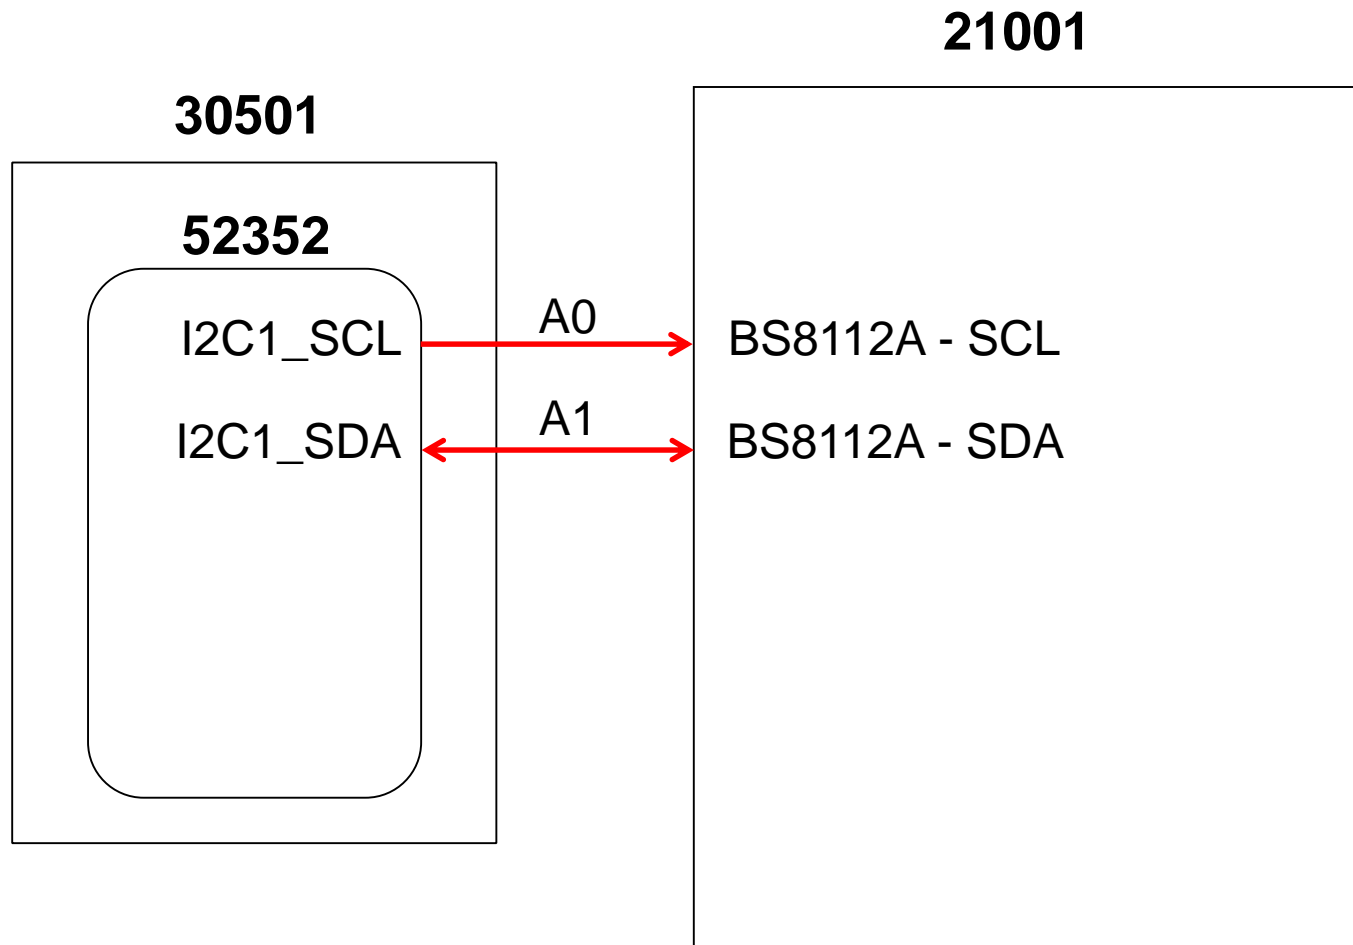 21001
30501
52352
I2C1_SCL
A0
BS8112A - SCL
I2C1_SDA
A1
BS8112A - SDA